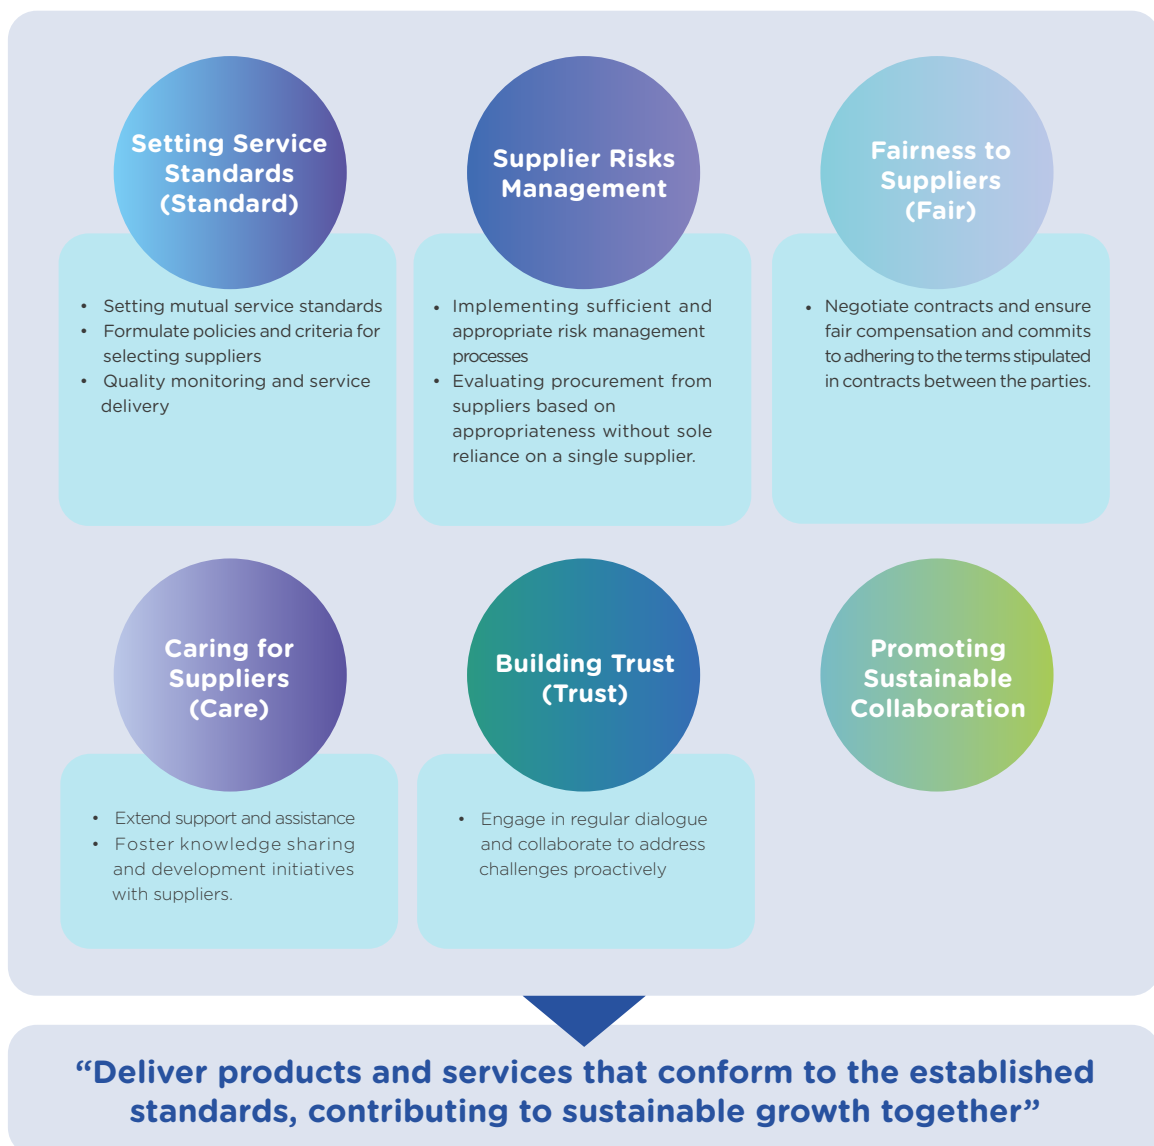 Setting Service
Standards
(Standard)
• Setting mutual service standards
• Formulate policies and criteria for
selecting suppliers
• Quality monitoring and service
delivery
Supplier Risks
Management
• Implementing sufficient and
appropriate risk management
processes
• Evaluating procurement from
suppliers based on
appropriateness without sole
reliance on a single supplier.
Fairness to
Suppliers
(Fair)
• Negotiate contracts and ensure
fair compensation and commits
to adhering to the terms stipulated
in contracts between the parties.
Caring for
Suppliers
(Care)
• Extend support and assistance
• Foster knowledge sharing
and development initiatives
with suppliers.
Building Trust
(Trust)
• Engage in regular dialogue
and collaborate to address
challenges proactively
Promoting
Sustainable
Collaboration
“Deliver products and services that conform to the established
standards, contributing to sustainable growth together”